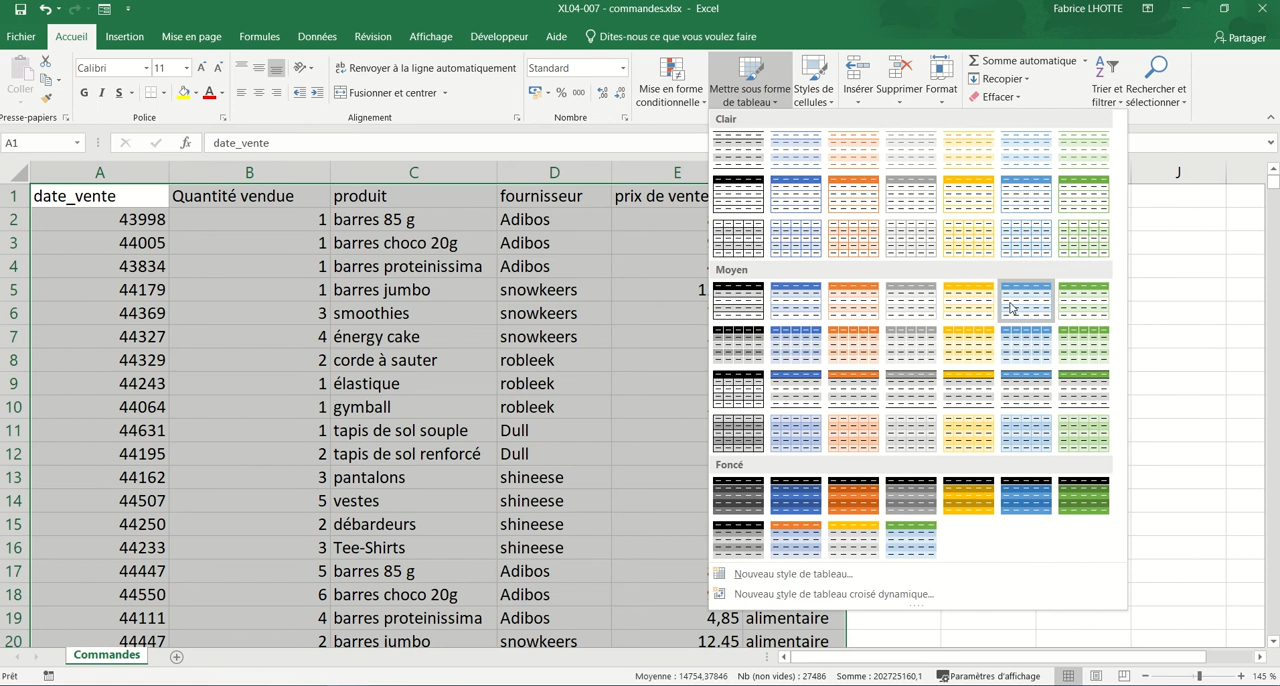 XL04-007 - commandes.xlsx - Excel
Fabrice LHOTTE
Fichier Accueil Insertion Mise en page Formules Données Révision Affichage Développeur Aide Dites-nous ce que vous voulez faire
Partager
Coller
Calibri 11
G I S
Renvoyer à la ligne automatiquement
Fusionner et centrer
Standard
%
000
Mise en forme conditionnelle
Mettre sous forme de tableau
Styles de cellules
Insérer Supprimer Format
Somme automatique
Recopier
Effacer
Trier et filtrer
Rechercher et sélectionner
Presse-papiers Police Alignement Nombre
A1 fx date_vente
A B C D E J
1 date_vente Quantité vendue produit fournisseur prix de vente
2 43998 1 barres 85 g Adibos
3 44005 1 barres choco 20g Adibos
4 43834 1 barres proteinissima Adibos
5 44179 1 barres jumbo snowkeers 1
6 44369 1 smoothies snowkeers
7 44327 4 énergy cake snowkeers
8 44329 2 corde à sauter robleek
9 44243 1 élastique robleek
10 44064 1 gymball robleek
11 44631 1 tapis de sol souple Dull
12 44195 2 tapis de sol renforcé Dull
13 44162 3 pantalons shineese
14 44507 5 vestes shineese
15 44250 2 débardeurs shineese
16 44233 3 Tee-Shirts shineese
17 44447 5 barres 85 g Adibos
18 44550 6 barres choco 20g Adibos
19 44111 4 barres proteinissima Adibos 4,85 alimentaire
20 44447 2 barres jumbo snowkeers 12,45 alimentaire
Clair
Moyen
Foncé
Nouveau style de tableau...
Nouveau style de tableau croisé dynamique...
Commandes
Prêt
Moyenne : 14754,37846 Nb (non vides) : 27486 Somme : 202725160,1 Paramètres d'affichage 145 %